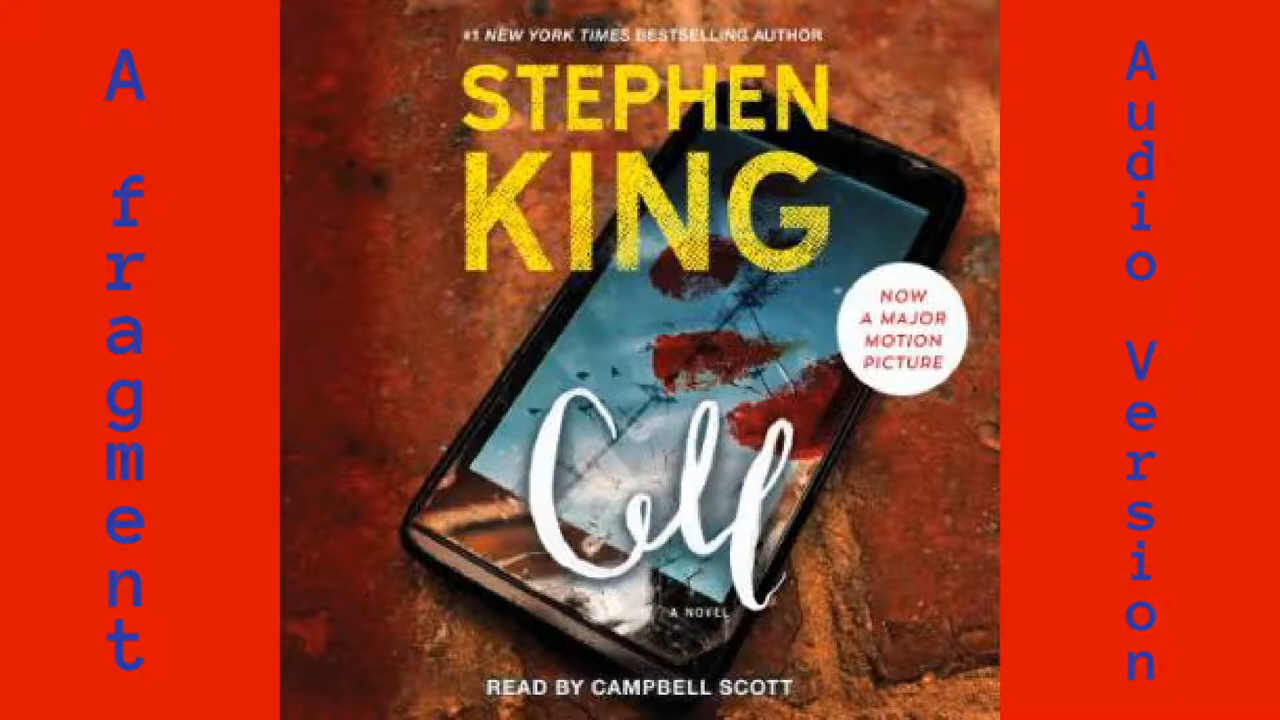 A fragment
#1 NEW YORK TIMES BESTSELLING AUTHOR
STEPHEN
KING
NOW
A MAJOR
MOTION
PICTURE
Cell
A NOVEL
READ BY CAMPBELL SCOTT
Audio Version